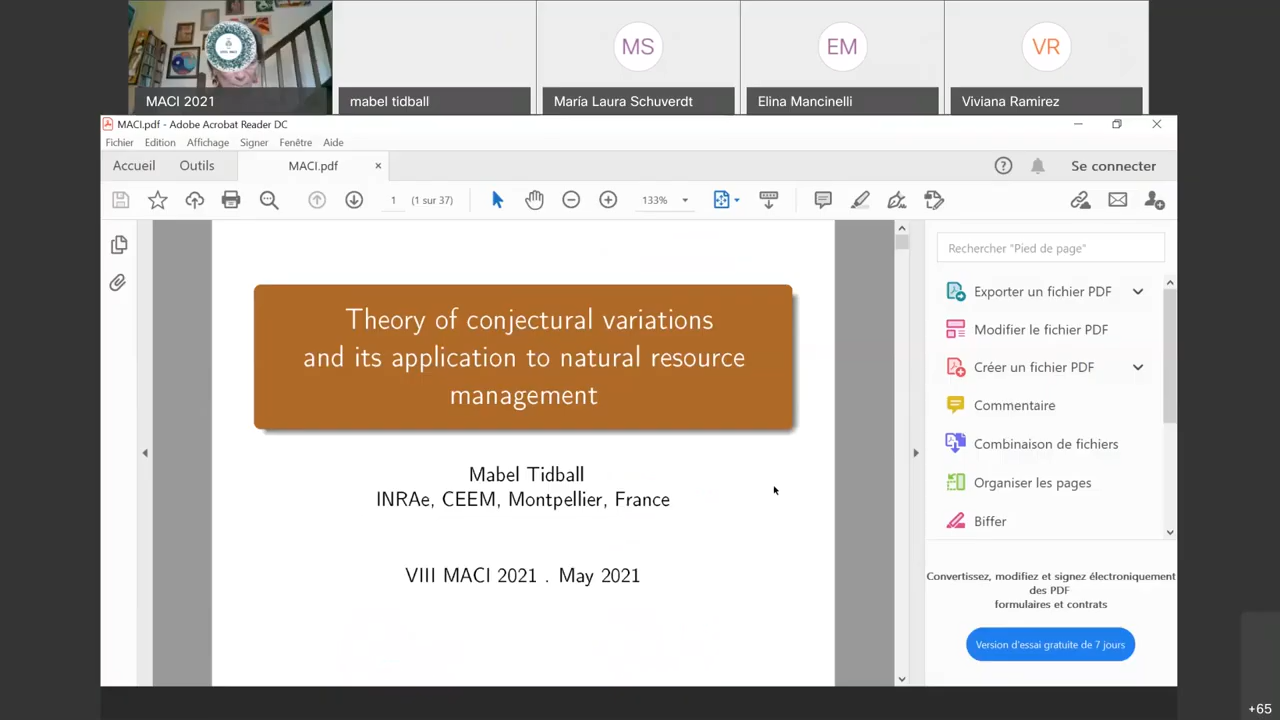 MS
EM
VR
MACI 2021
mabel tidball
María Laura Schuverdt
Elina Mancinelli
Viviana Ramirez
MACI.pdf - Adobe Acrobat Reader DC
Fichier Edition Affichage Signer Fenêtre Aide
Accueil Outils MACI.pdf × Se connecter
1 (1 sur 37) 133%
Rechercher "Pied de page"
Exporter un fichier PDF
Modifier le fichier PDF
Créer un fichier PDF
Commentaire
Combinaison de fichiers
Organiser les pages
Biffer
Convertissez, modifiez et signez électroniquement
des PDF
formulaires et contrats
Version d'essai gratuite de 7 jours
Theory of conjectural variations
and its application to natural resource
management
Mabel Tidball
INRAe, CEEM, Montpellier, France
VIII MACI 2021 . May 2021
+65